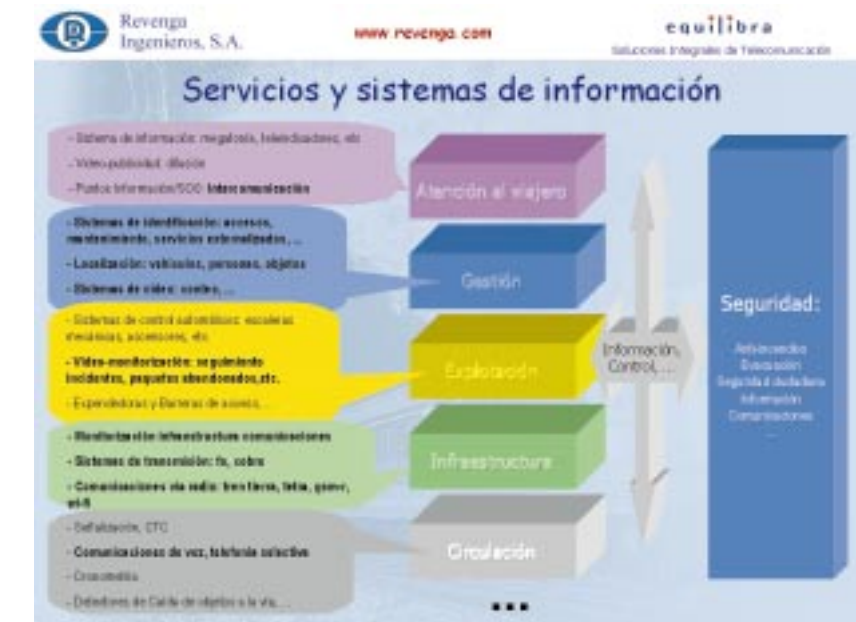 Revenga
Ingenieros, S.A.
www.revenga.com
equilibra
Soluciones Integrales de Telecomunicación
Servicios y sistemas de información
- Sistema de información: megafonía, teleindicadores, etc
- Video-publicidad: difusión
- Puntos Información/SOS: Intercomunicación
Atención al viajero
- Sistemas de identificación: accesos,
mantenimiento, servicios externalizados, ...
- Localización: vehículos, personas, objetos
- Sistemas de video: conteo, ...
Gestión
- Sistemas de control automáticos: escaleras
mecánicas, ascensores, etc.
- Video-monitorización: seguimiento
incidentes, paquetes abandonados, etc.
- Expendedoras y Barreras de acceso, ...
Explotación
- Monitorización infraestructura comunicaciones
- Sistemas de transmisión: fo, cobre
- Comunicaciones vía radio: tren tierra, tetra, gsm-r,
wi-fi
Infraestructura
- Señalización, CTC
- Comunicaciones de voz, telefonía selectiva
- Cronometría
- Detectores de Caída de objetos a la vía, ...
Circulación
...
Información,
Control, ...
Seguridad:
Anti-incendios
Evacuación
Seguridad ciudadana
Información
Comunicaciones
...